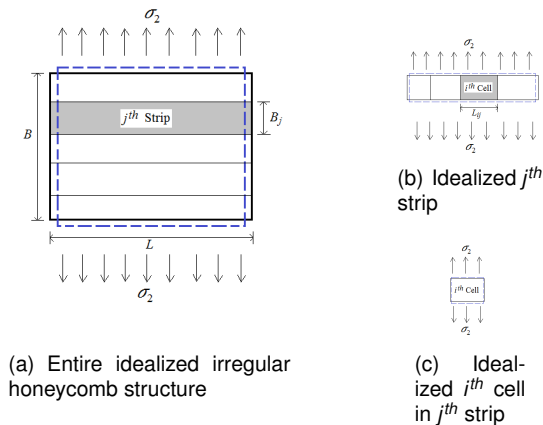 σ₂
B
jᵗʰ Strip
Bⱼ
L
σ₂
(a) Entire idealized irregular
honeycomb structure
σ₂
iᵗʰ Cell
Lᵢⱼ
σ₂
(b) Idealized jᵗʰ
strip
σ₂
iᵗʰ Cell
σ₂
(c) Ideal-
ized iᵗʰ cell
in jᵗʰ strip